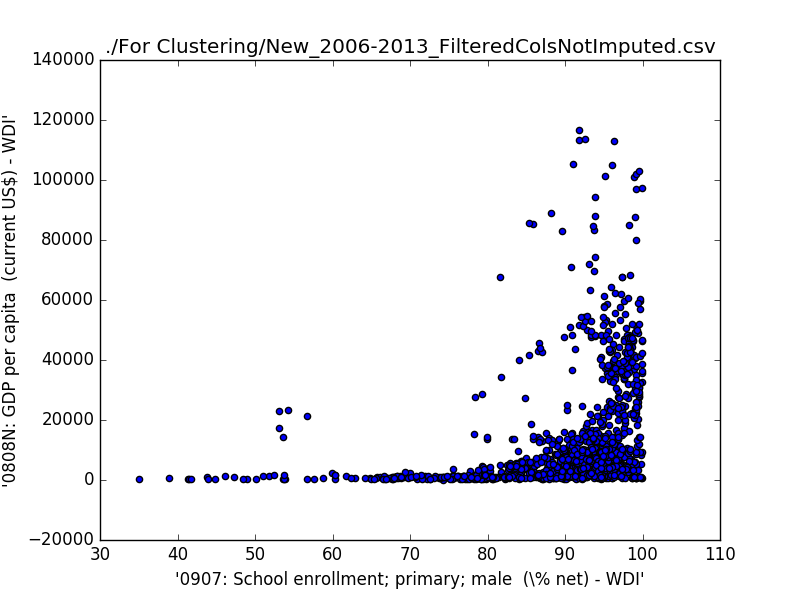 ./For Clustering/New_2006-2013_FilteredColsNotImputed.csv
'0808N: GDP per capita  (current US$) - WDI'
140000
120000
100000
80000
60000
40000
20000
0
−20000
30 40 50 60 70 80 90 100 110
'0907: School enrollment; primary; male  (\% net) - WDI'